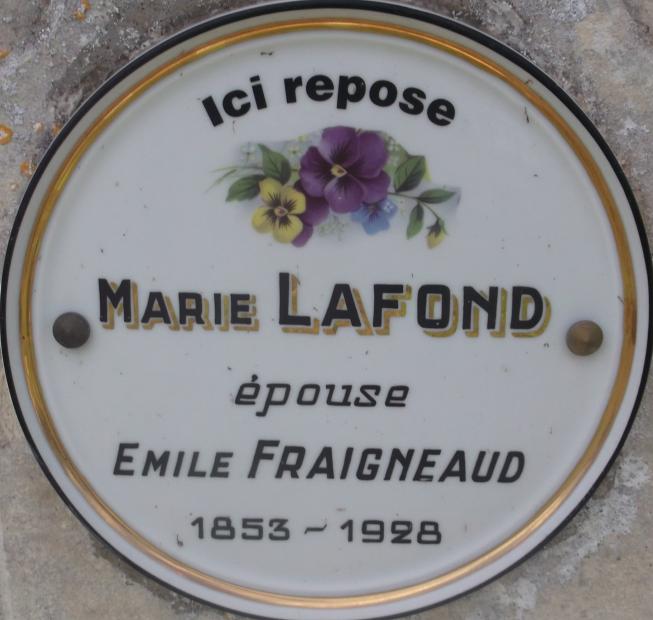 Ici repose
MARIE LAFOND
épouse
EMILE FRAIGNEAUD
1853 ~ 1928